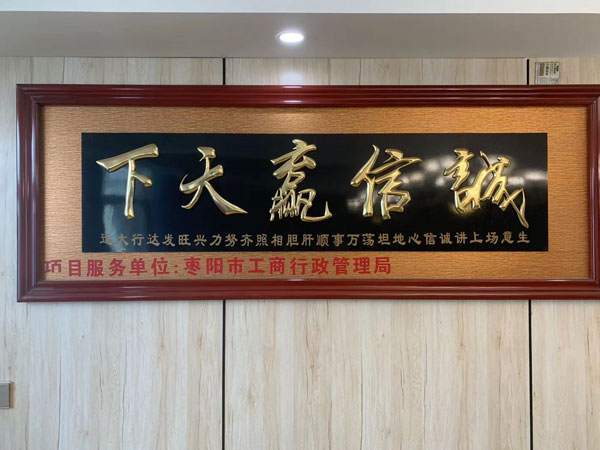 誠信赢天下
生意场上讲诚信心地坦荡万事顺肝胆相照齐努力兴旺发达行大运
项目服务单位:枣阳市工商行政管理局